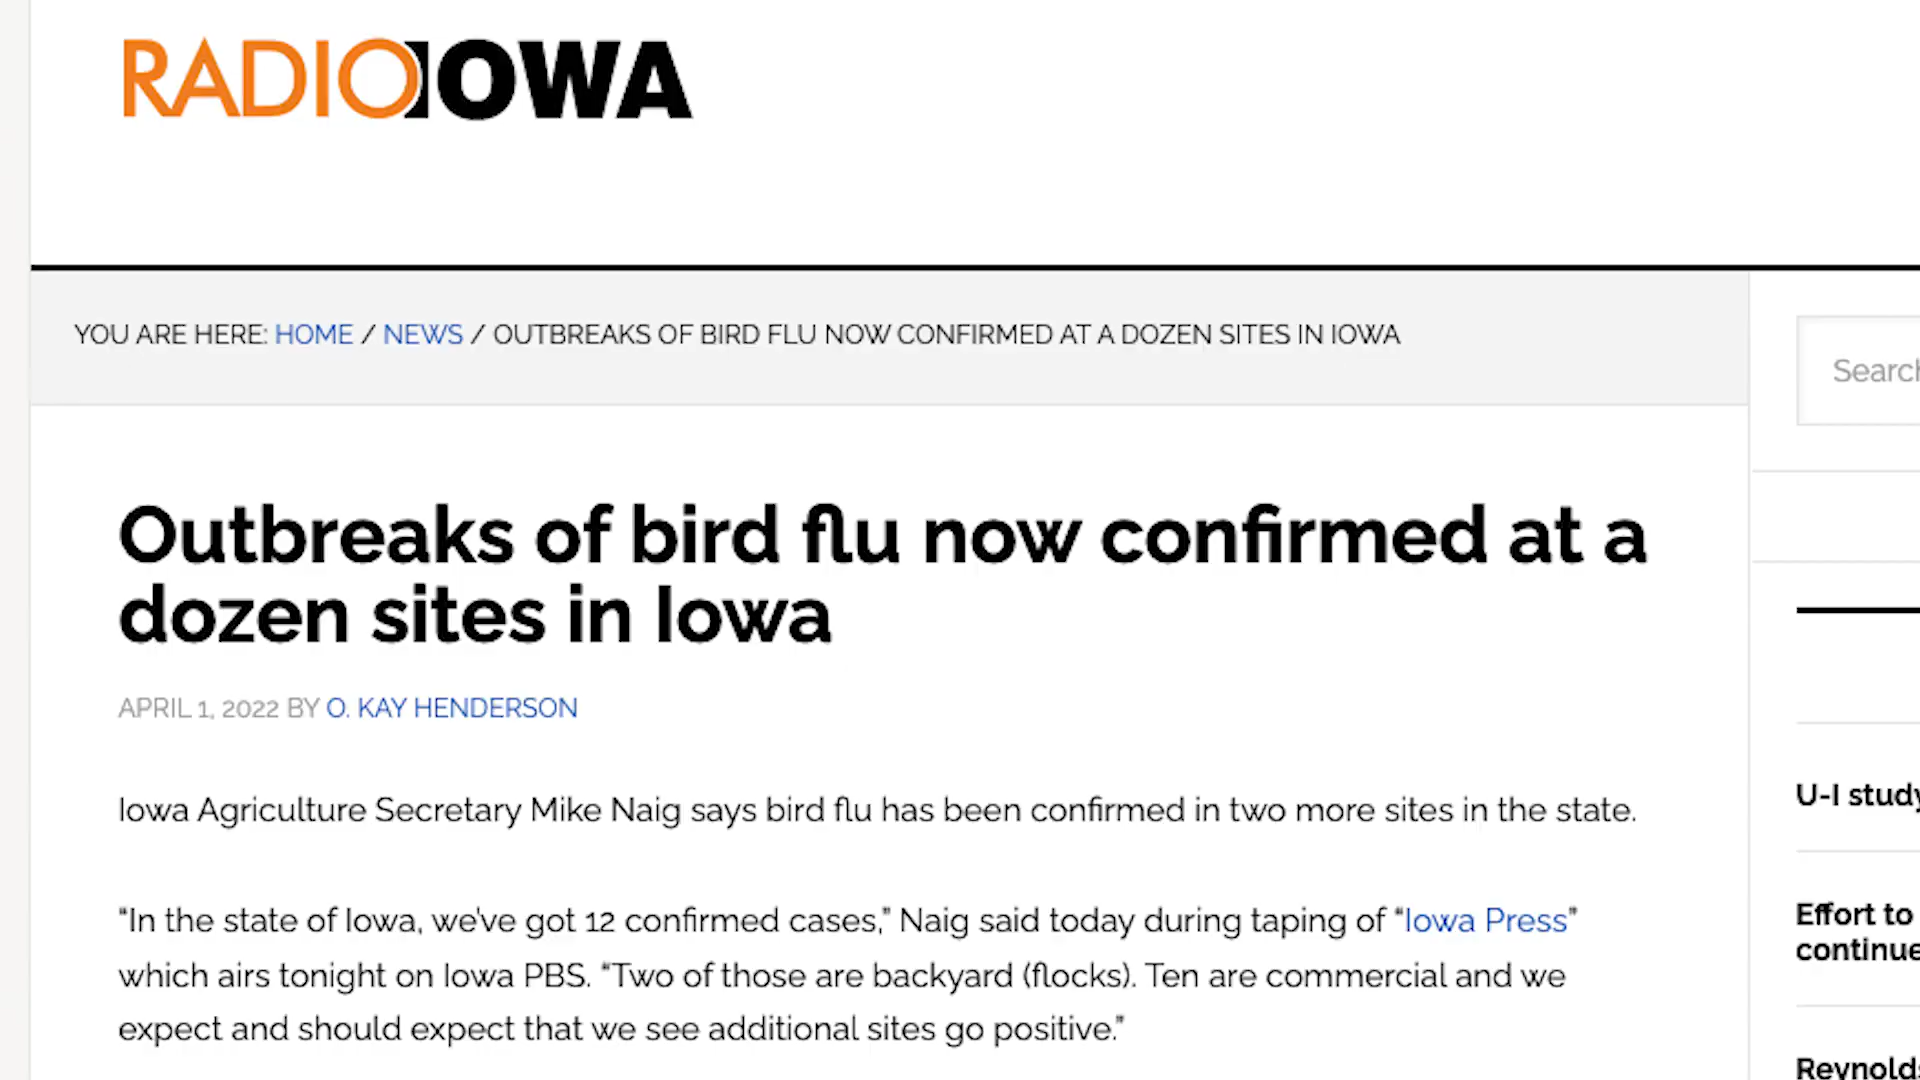 RADIO IOWA
YOU ARE HERE: HOME / NEWS / OUTBREAKS OF BIRD FLU NOW CONFIRMED AT A DOZEN SITES IN IOWA
Search
Outbreaks of bird flu now confirmed at a
dozen sites in Iowa
APRIL 1, 2022 BY O. KAY HENDERSON
Iowa Agriculture Secretary Mike Naig says bird flu has been confirmed in two more sites in the state.
“In the state of Iowa, we’ve got 12 confirmed cases,” Naig said today during taping of “Iowa Press”
which airs tonight on Iowa PBS. “Two of those are backyard (flocks). Ten are commercial and we
expect and should expect that we see additional sites go positive.”
U-I study
Effort to
continue
Reynolds